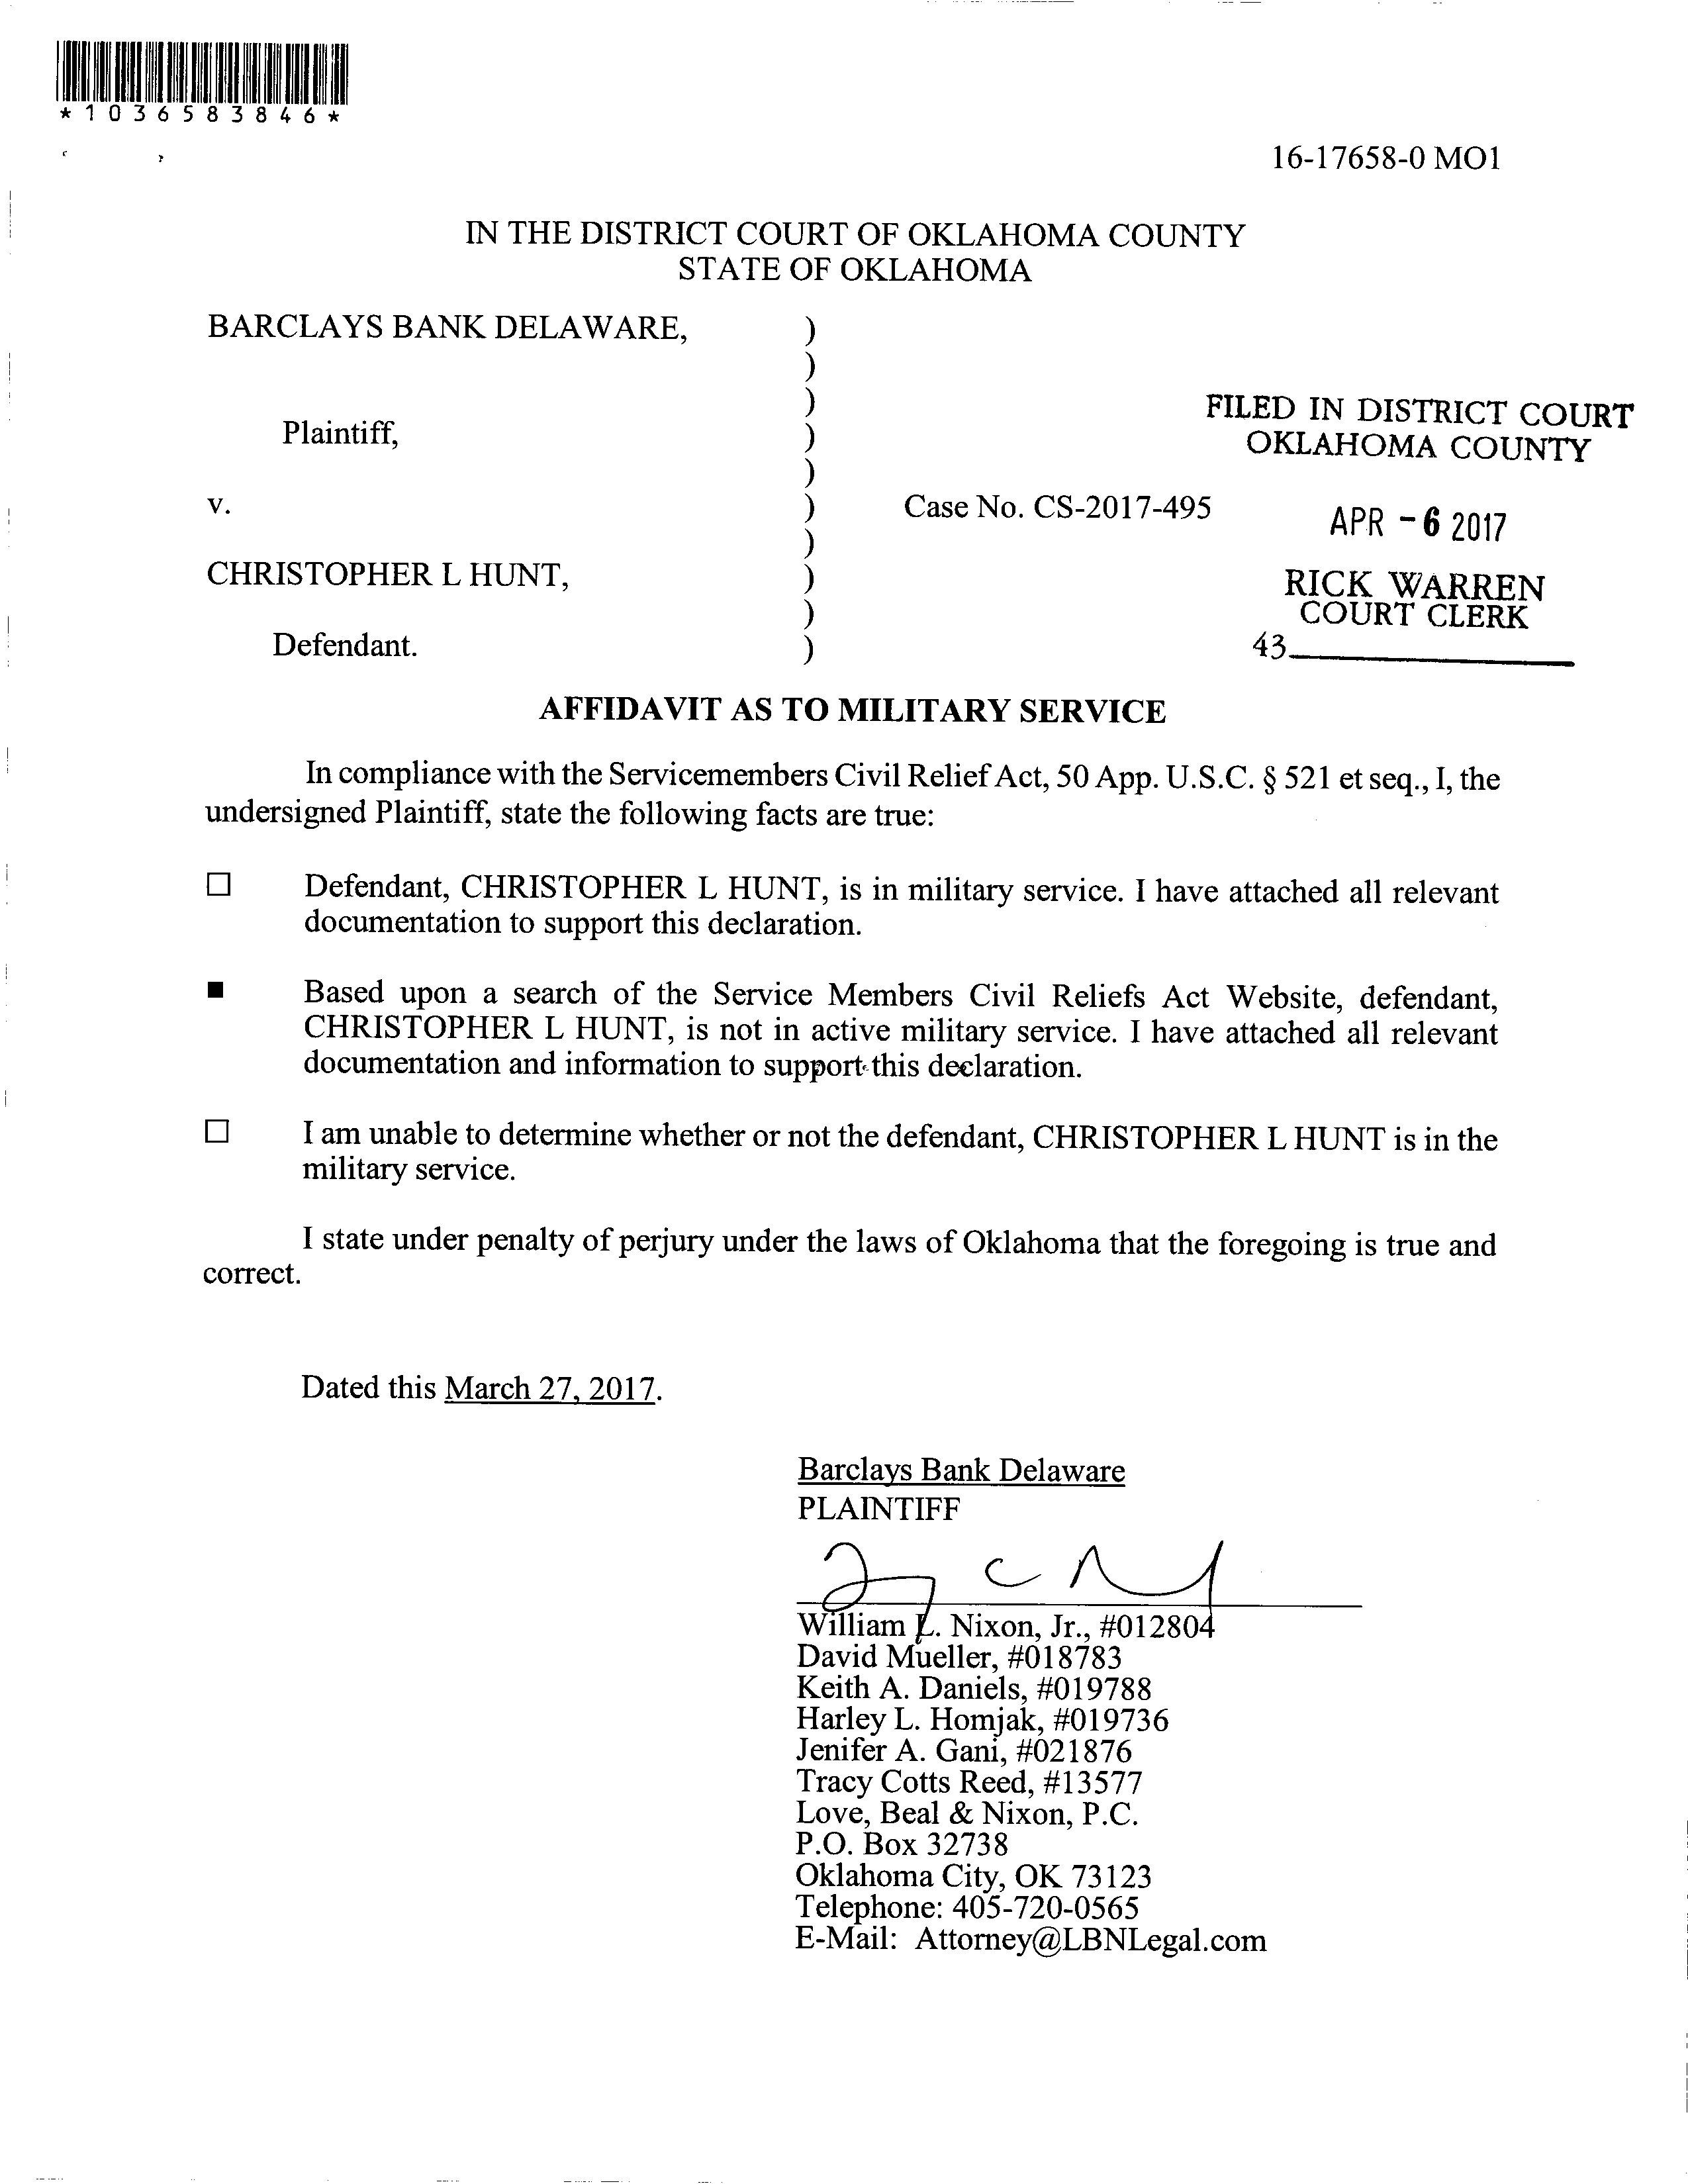 *1036583846*
16-17658-0 MO1
IN THE DISTRICT COURT OF OKLAHOMA COUNTY
STATE OF OKLAHOMA
BARCLAYS BANK DELAWARE, )
)
)
Plaintiff, )
)
v. ) Case No. CS-2017-495
)
CHRISTOPHER L HUNT, )
)
Defendant. )
FILED IN DISTRICT COURT
OKLAHOMA COUNTY
APR -6 2017
RICK WARREN
COURT CLERK
43
AFFIDAVIT AS TO MILITARY SERVICE
In compliance with the Servicemembers Civil Relief Act, 50 App. U.S.C. § 521 et seq., I, the
undersigned Plaintiff, state the following facts are true:
☐ Defendant, CHRISTOPHER L HUNT, is in military service. I have attached all relevant
documentation to support this declaration.
■ Based upon a search of the Service Members Civil Reliefs Act Website, defendant,
CHRISTOPHER L HUNT, is not in active military service. I have attached all relevant
documentation and information to support this declaration.
☐ I am unable to determine whether or not the defendant, CHRISTOPHER L HUNT is in the
military service.
I state under penalty of perjury under the laws of Oklahoma that the foregoing is true and
correct.
Dated this March 27, 2017.
Barclays Bank Delaware
PLAINTIFF
William L. Nixon, Jr., #012804
David Mueller, #018783
Keith A. Daniels, #019788
Harley L. Homjak, #019736
Jenifer A. Gani, #021876
Tracy Cotts Reed, #13577
Love, Beal & Nixon, P.C.
P.O. Box 32738
Oklahoma City, OK 73123
Telephone: 405-720-0565
E-Mail: Attorney@LBNLegal.com